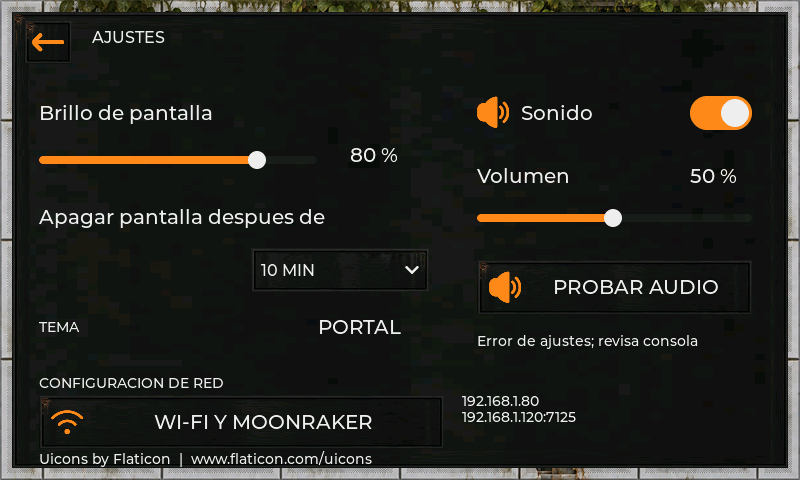 AJUSTES
Brillo de pantalla
80 %
Apagar pantalla despues de
10 MIN
TEMA
PORTAL
CONFIGURACION DE RED
WI-FI Y MOONRAKER
Uicons by Flaticon | www.flaticon.com/uicons
Sonido
Volumen
50 %
PROBAR AUDIO
Error de ajustes; revisa consola
192.168.1.80
192.168.1.120:7125